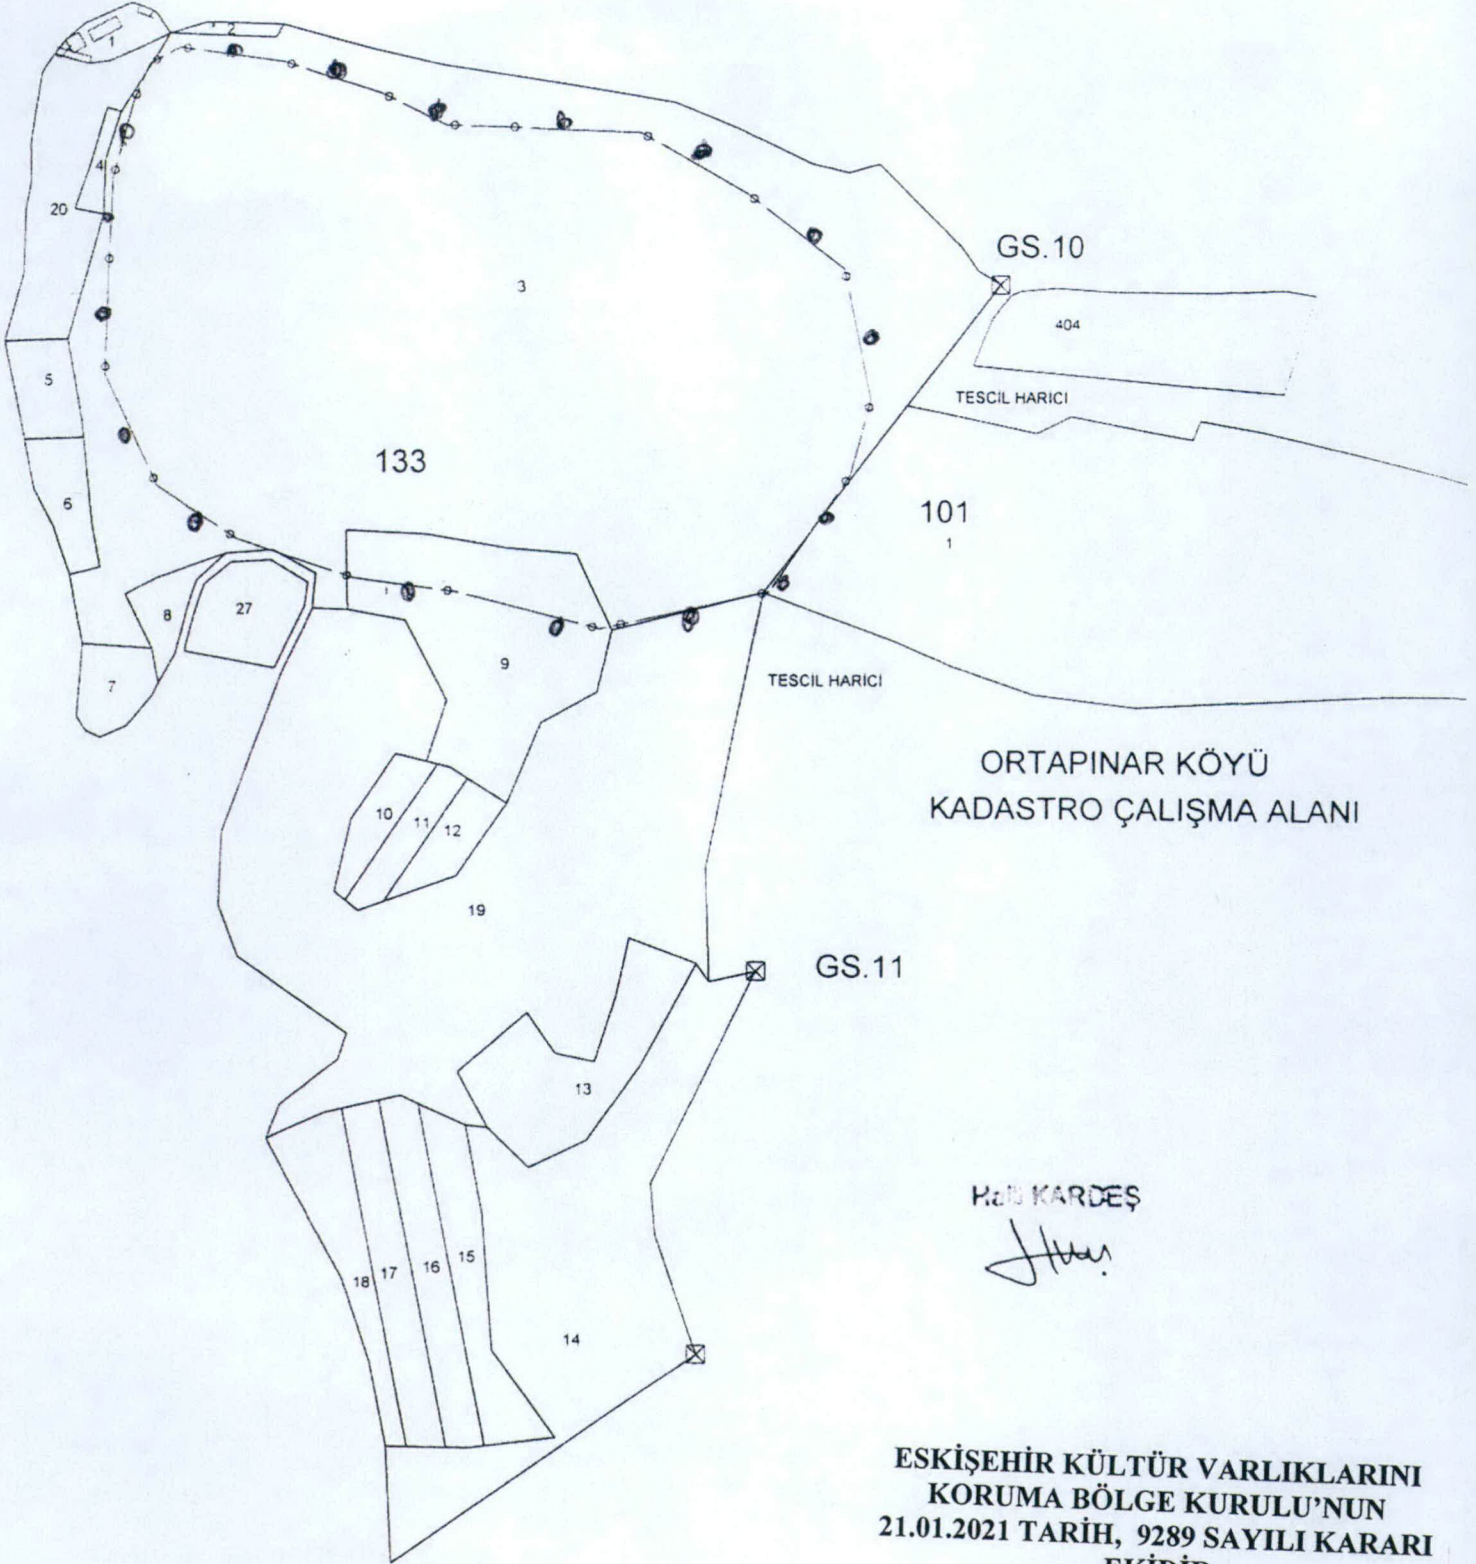 1
2
4
20
3
GS.10
404
TESCIL HARICI
5
133
6
101
1
8
27
9
7
TESCIL HARICI
ORTAPINAR KÖYÜ
KADASTRO ÇALIŞMA ALANI
10
11
12
19
GS.11
13
KARDEŞ
18
17
16
15
14
ESKİŞEHİR KÜLTÜR VARLIKLARINI
KORUMA BÖLGE KURULU'NUN
21.01.2021 TARİH, 9289 SAYILI KARARI